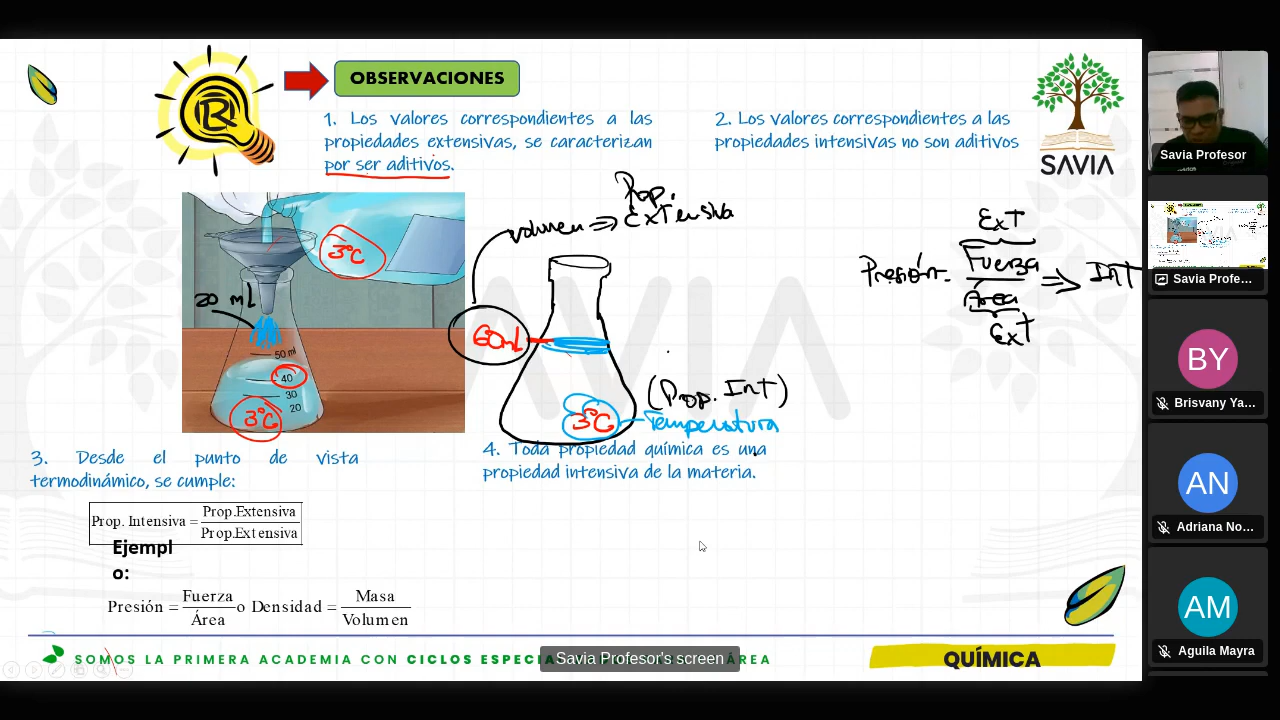 OBSERVACIONES
1. Los valores correspondientes a las
propiedades extensivas, se caracterizan
por ser aditivos.
2. Los valores correspondientes a las
propiedades intensivas no son aditivos
SAVIA
Prop.
Extensiva
volumen ⇒
3°C
20 ml
50 ml
40
30
20
3°C
60mL
3°C
(Prop. Int)
Temperatura
Ext
Presión = Fuerza ⇒ Int
Área
Ext
3. Desde el punto de vista
termodinámico, se cumple:
4. Toda propiedad química es una
propiedad intensiva de la materia.
Prop. Intensiva = Prop.Extensiva
Prop.Extensiva
Ejempl
o:
Presión = Fuerza o Densidad = Masa
Área Volumen
SOMOS LA PRIMERA ACADEMIA CON CICLOS ESPECIA
ÁREA
Savia Profesor's screen
QUÍMICA
Savia Profesor
Savia Profe...
BY
Brisvany Ya...
AN
Adriana No...
AM
Aguila Mayra